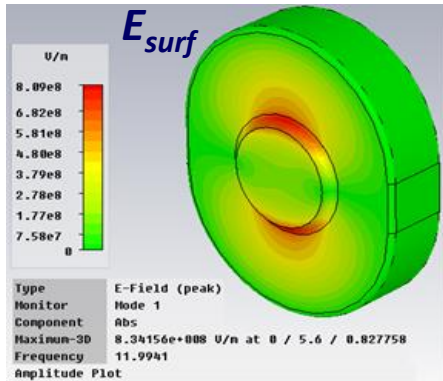 E_surf
V/m
8.09e8
6.82e8
5.81e8
4.80e8
3.79e8
2.78e8
1.77e8
7.58e7
0
Type E-Field (peak)
Monitor Mode 1
Component Abs
Maximum-3D 8.34156e+008 V/m at 0 / 5.6 / 0.827758
Frequency 11.9941
Amplitude Plot